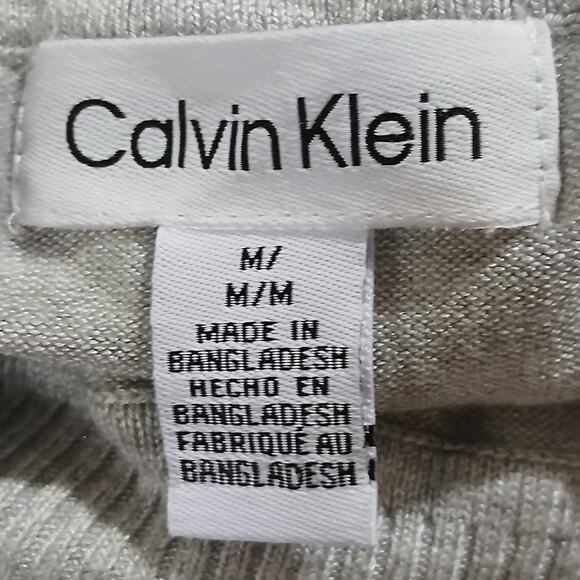 Calvin Klein
M/
M/M
MADE IN
BANGLADESH
HECHO EN
BANGLADESH
FABRIQUÉ AU
BANGLADESH